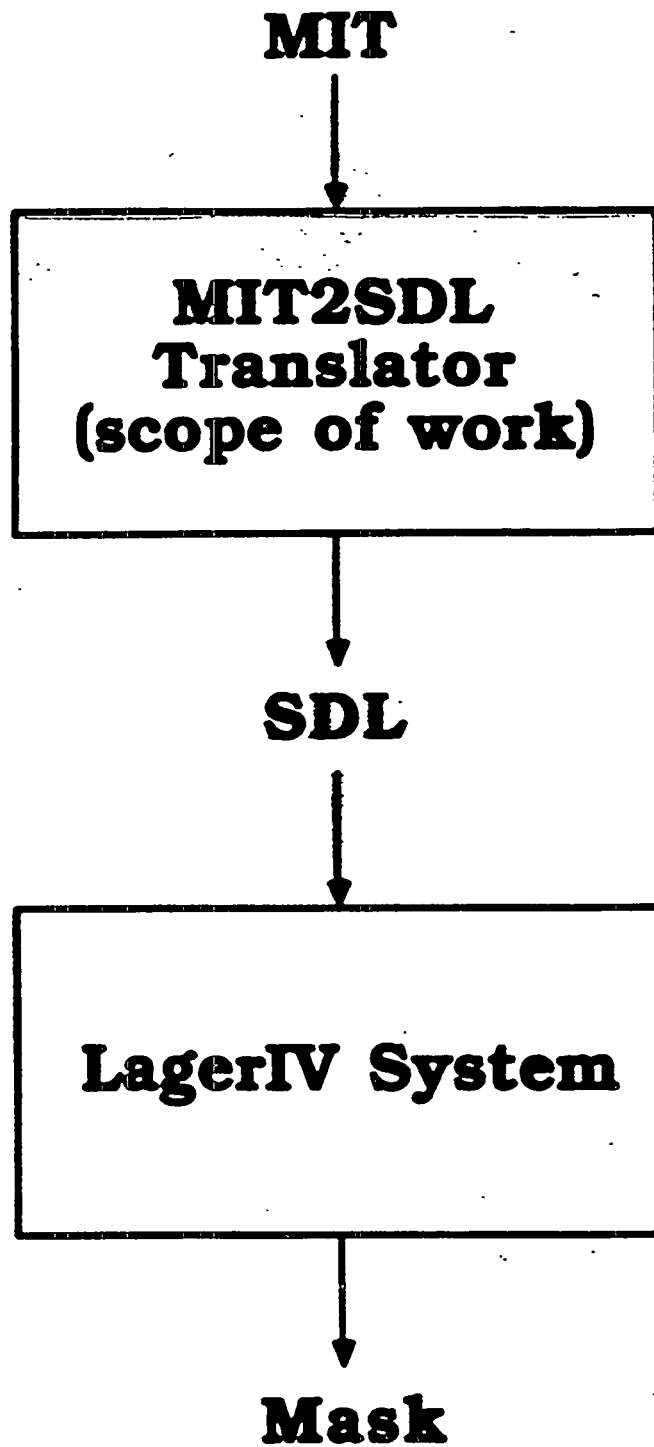 MIT
MIT2SDL
Translator
(scope of work)
SDL
LagerIV System
Mask